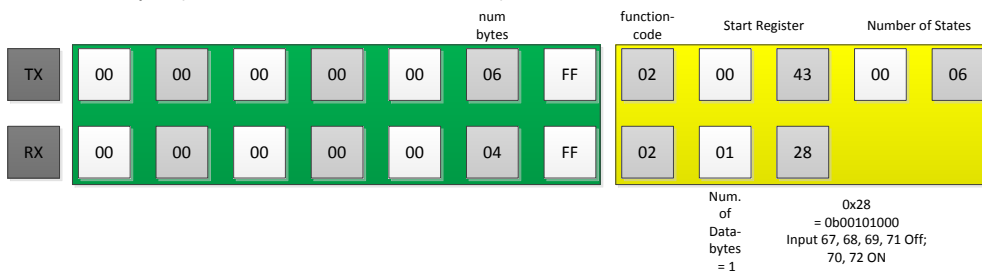 num
bytes
function-
code
Start Register
Number of States
TX 00 00 00 00 00 06 FF 02 00 43 00 06
RX 00 00 00 00 00 04 FF 02 01 28
Num.
of
Data-
bytes
= 1
0x28
= 0b00101000
Input 67, 68, 69, 71 Off;
70, 72 ON